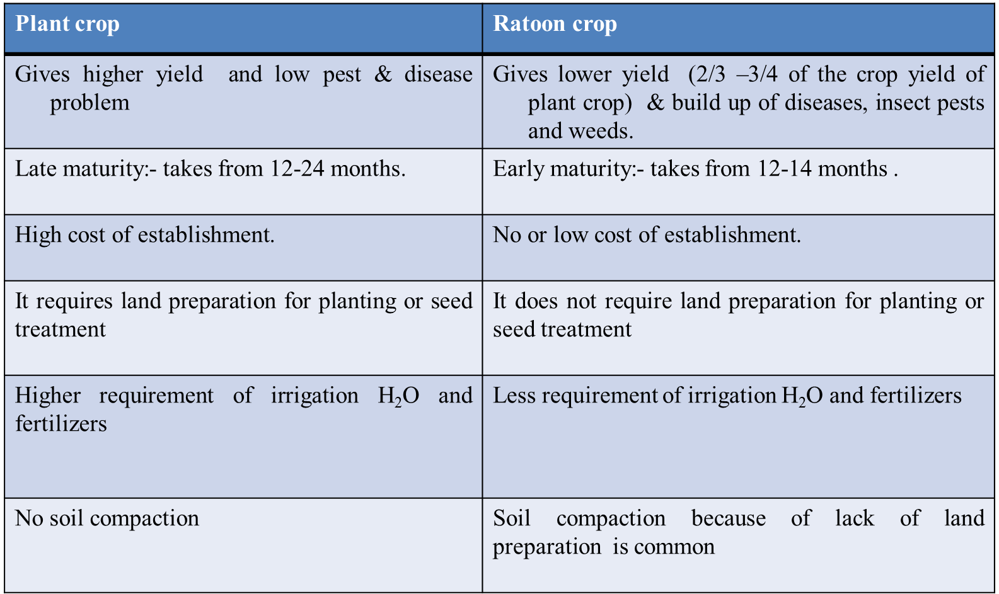 Plant crop
Ratoon crop
Gives higher yield and low pest & disease
problem
Gives lower yield (2/3 –3/4 of the crop yield of
plant crop) & build up of diseases, insect pests
and weeds.
Late maturity:- takes from 12-24 months.
Early maturity:- takes from 12-14 months .
High cost of establishment.
No or low cost of establishment.
It requires land preparation for planting or seed
treatment
It does not require land preparation for planting or
seed treatment
Higher requirement of irrigation H₂O and
fertilizers
Less requirement of irrigation H₂O and fertilizers
No soil compaction
Soil compaction because of lack of land
preparation is common